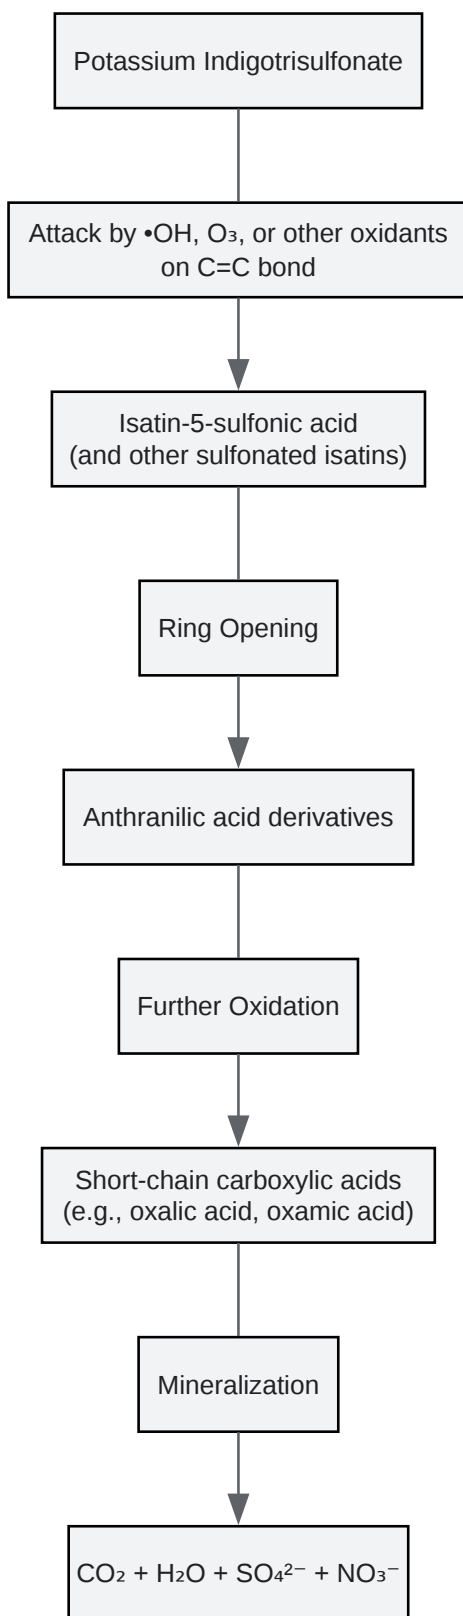 Potassium Indigotrisulfonate
Attack by •OH, O₃, or other oxidants
on C=C bond
Isatin-5-sulfonic acid
(and other sulfonated isatins)
Ring Opening
Anthranilic acid derivatives
Further Oxidation
Short-chain carboxylic acids
(e.g., oxalic acid, oxamic acid)
Mineralization
CO₂ + H₂O + SO₄²⁻ + NO₃⁻